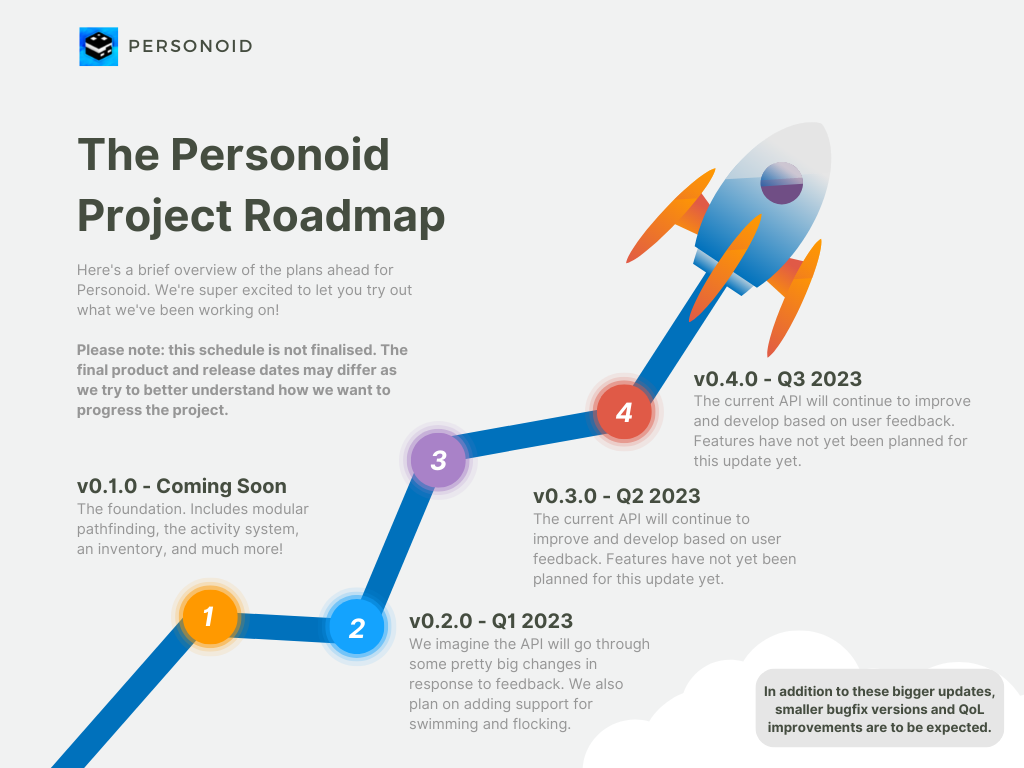 PERSONOID
The Personoid
Project Roadmap
Here's a brief overview of the plans ahead for
Personoid. We're super excited to let you try out
what we've been working on!
Please note: this schedule is not finalised. The
final product and release dates may differ as
we try to better understand how we want to
progress the project.
v0.1.0 - Coming Soon
The foundation. Includes modular
pathfinding, the activity system,
an inventory, and much more!
1
2
v0.2.0 - Q1 2023
We imagine the API will go through
some pretty big changes in
response to feedback. We also
plan on adding support for
swimming and flocking.
3
v0.3.0 - Q2 2023
The current API will continue to
improve and develop based on user
feedback. Features have not yet been
planned for this update yet.
4
v0.4.0 - Q3 2023
The current API will continue to improve
and develop based on user feedback.
Features have not yet been planned for
this update yet.
In addition to these bigger updates,
smaller bugfix versions and QoL
improvements are to be expected.